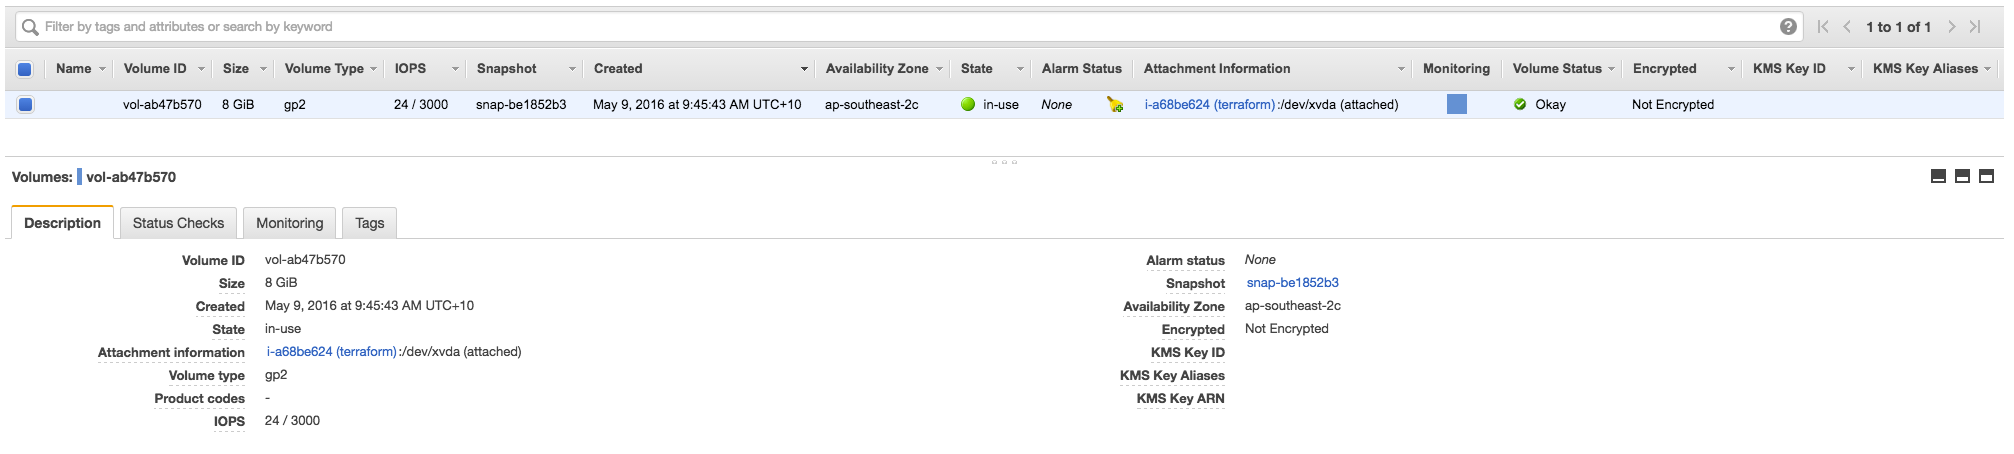 Filter by tags and attributes or search by keyword 1 to 1 of 1
Name Volume ID Size Volume Type IOPS Snapshot Created Availability Zone State Alarm Status Attachment Information Monitoring Volume Status Encrypted KMS Key ID KMS Key Aliases
vol-ab47b570 8 GiB gp2 24 / 3000 snap-be1852b3 May 9, 2016 at 9:45:43 AM UTC+10 ap-southeast-2c in-use None i-a68be624 (terraform):/dev/xvda (attached) Okay Not Encrypted
Volumes: vol-ab47b570
Description Status Checks Monitoring Tags
Volume ID vol-ab47b570 Alarm status None
Size 8 GiB Snapshot snap-be1852b3
Created May 9, 2016 at 9:45:43 AM UTC+10 Availability Zone ap-southeast-2c
State in-use Encrypted Not Encrypted
Attachment information i-a68be624 (terraform):/dev/xvda (attached) KMS Key ID
Volume type gp2 KMS Key Aliases
Product codes - KMS Key ARN
IOPS 24 / 3000